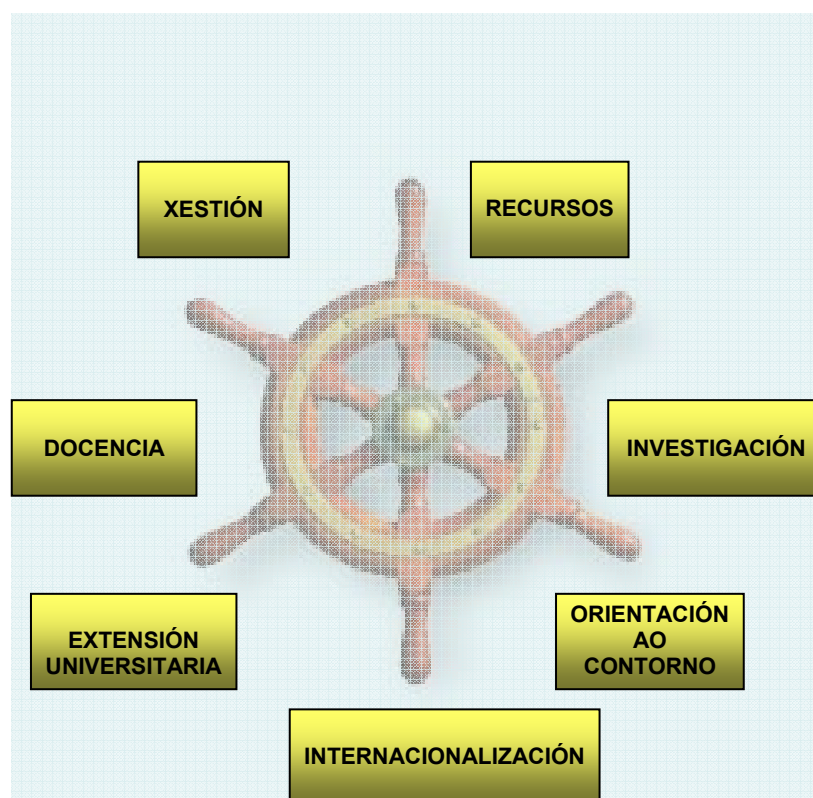 XESTIÓN
RECURSOS
DOCENCIA
INVESTIGACIÓN
EXTENSIÓN
UNIVERSITARIA
ORIENTACIÓN
AO
CONTORNO
INTERNACIONALIZACIÓN